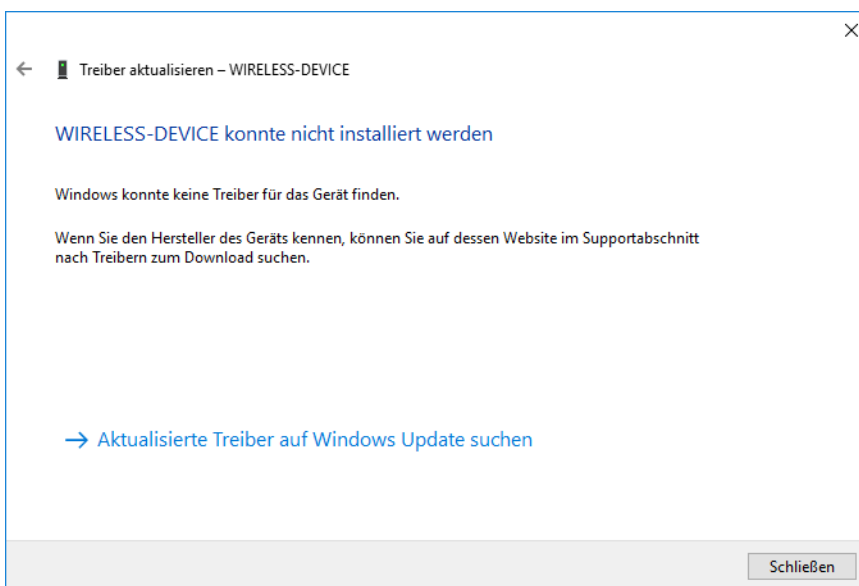 Treiber aktualisieren – WIRELESS-DEVICE
WIRELESS-DEVICE konnte nicht installiert werden
Windows konnte keine Treiber für das Gerät finden.
Wenn Sie den Hersteller des Geräts kennen, können Sie auf dessen Website im Supportabschnitt
nach Treibern zum Download suchen.
Aktualisierte Treiber auf Windows Update suchen
Schließen